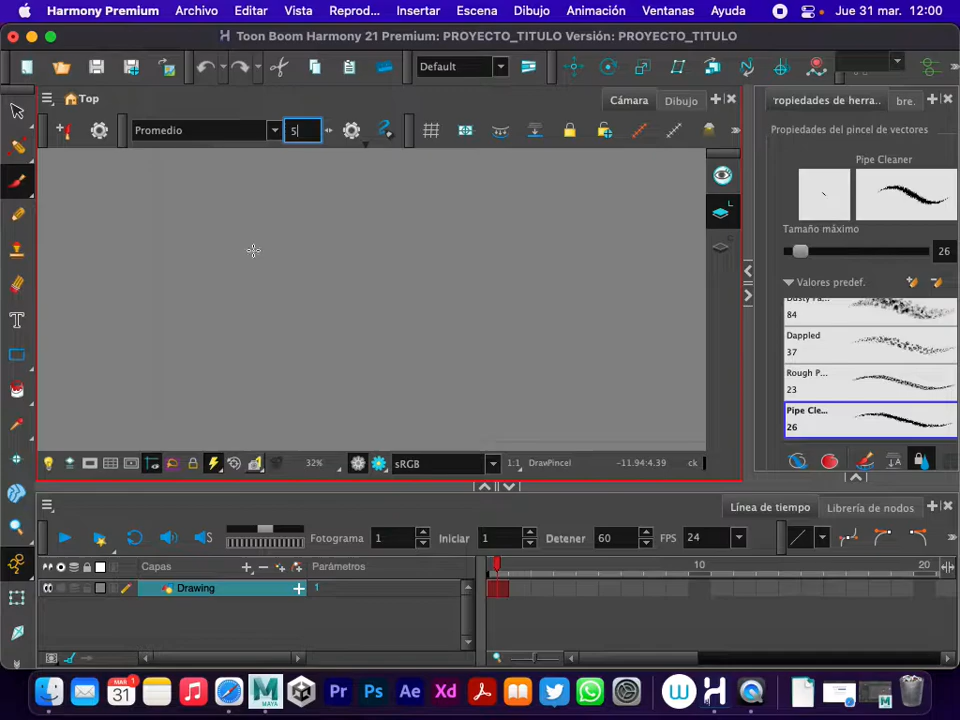 Harmony Premium Archivo Editar Vista Reprod... Insertar Escena Dibujo Animación Ventanas Ayuda Jue 31 mar. 12:00
Toon Boom Harmony 21 Premium: PROYECTO_TITULO Versión: PROYECTO_TITULO
Default
Top Cámara Dibujo ropiedades de herra... bre.
Promedio 5
Propiedades del pincel de vectores
Pipe Cleaner
Tamaño máximo
26
Valores predef.
84
Dappled
37
Rough P...
23
Pipe Cle...
26
32% sRGB 1:1 DrawPincel -11.94:4.39 ck
Línea de tiempo Librería de nodos
Fotograma 1 Iniciar 1 Detener 60 FPS 24
Capas Parámetros 10 20
Drawing 1
MAR 1
31
MAYA
Pr Ps Ae Xd